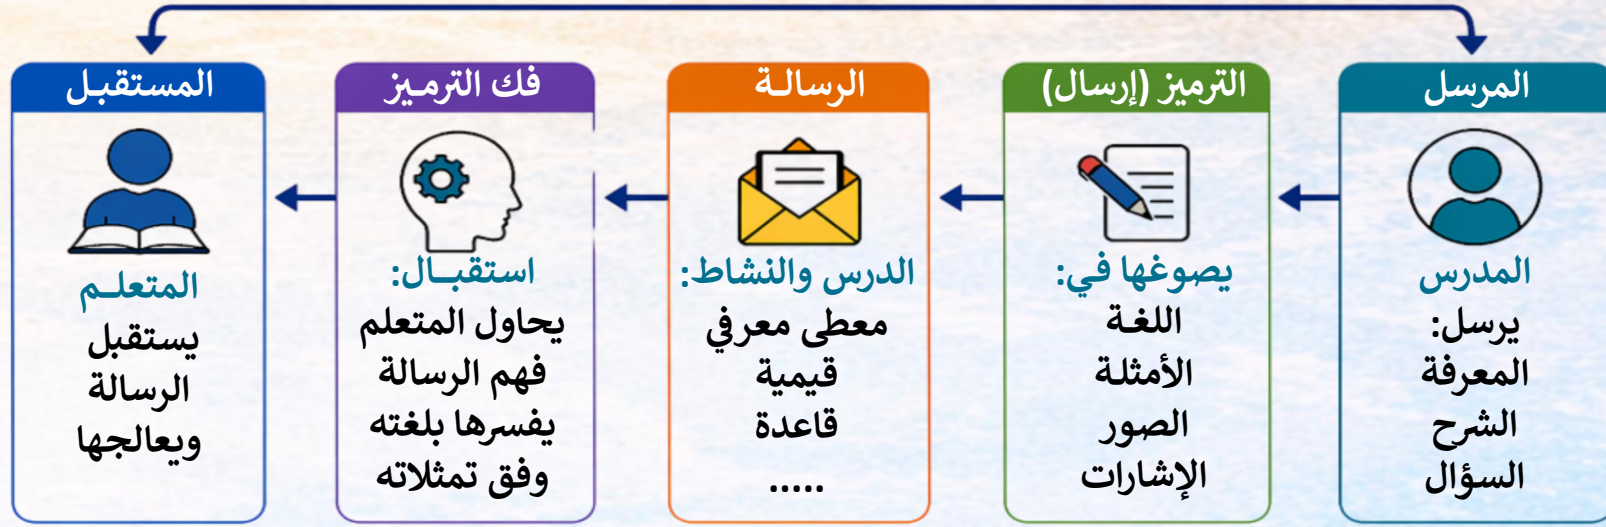 المرسل
المدرس
يرسل:
المعرفة
الشرح
السؤال
الترميز (إرسال)
يصوغها في:
اللغة
الأمثلة
الصور
الإشارات
الرسالة
الدرس والنشاط:
معطى معرفي
قيمية
قاعدة
.....
فك الترميز
استقبال:
يحاول المتعلم
فهم الرسالة
يفسرها بلغته
وفق تمثلاته
المستقبل
المتعلم
يستقبل
الرسالة
ويعالجها